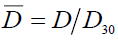 D̅ = D/D₃₀